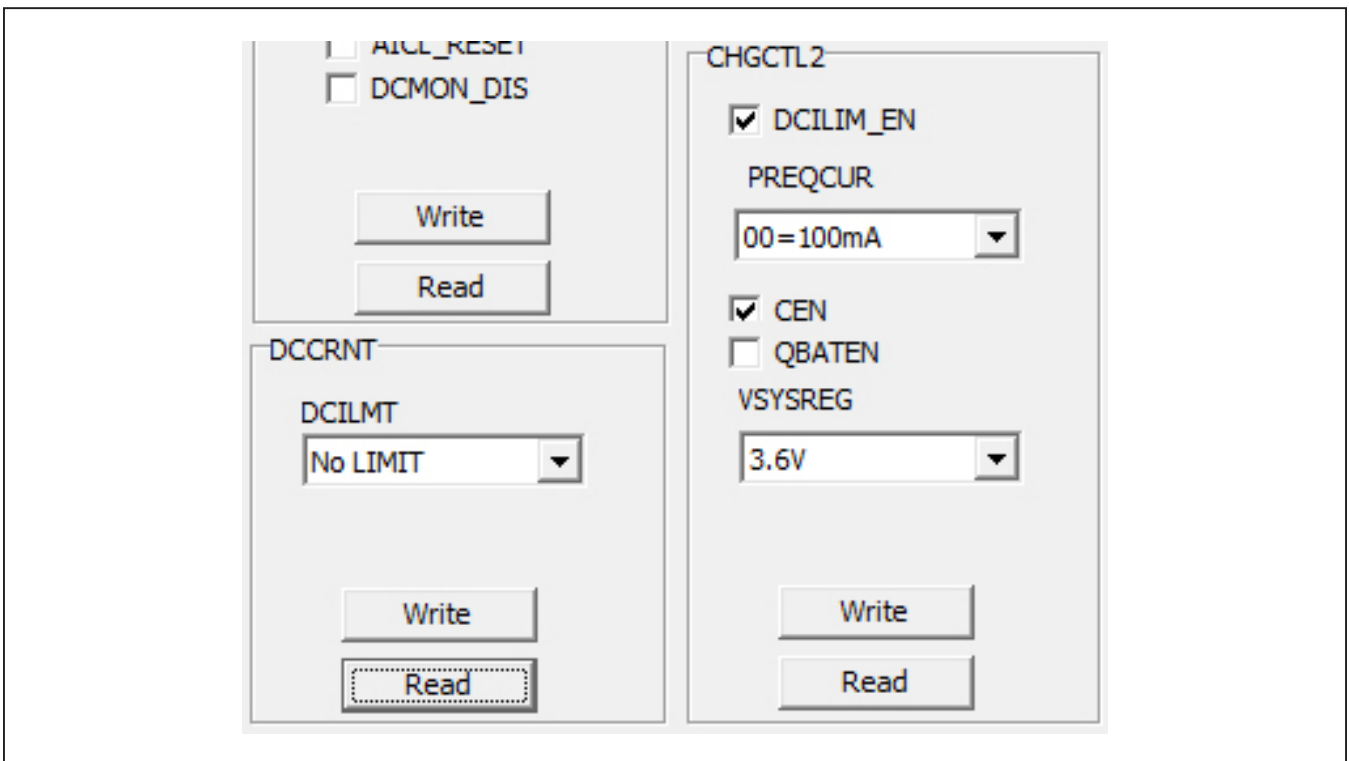 AICL_RESET
DCMON_DIS
Write
Read
DCCRNT
DCILMT
No LIMIT
Write
Read
CHGCTL2
DCILIM_EN
PREQCUR
00=100mA
CEN
QBATEN
VSYSREG
3.6V
Write
Read